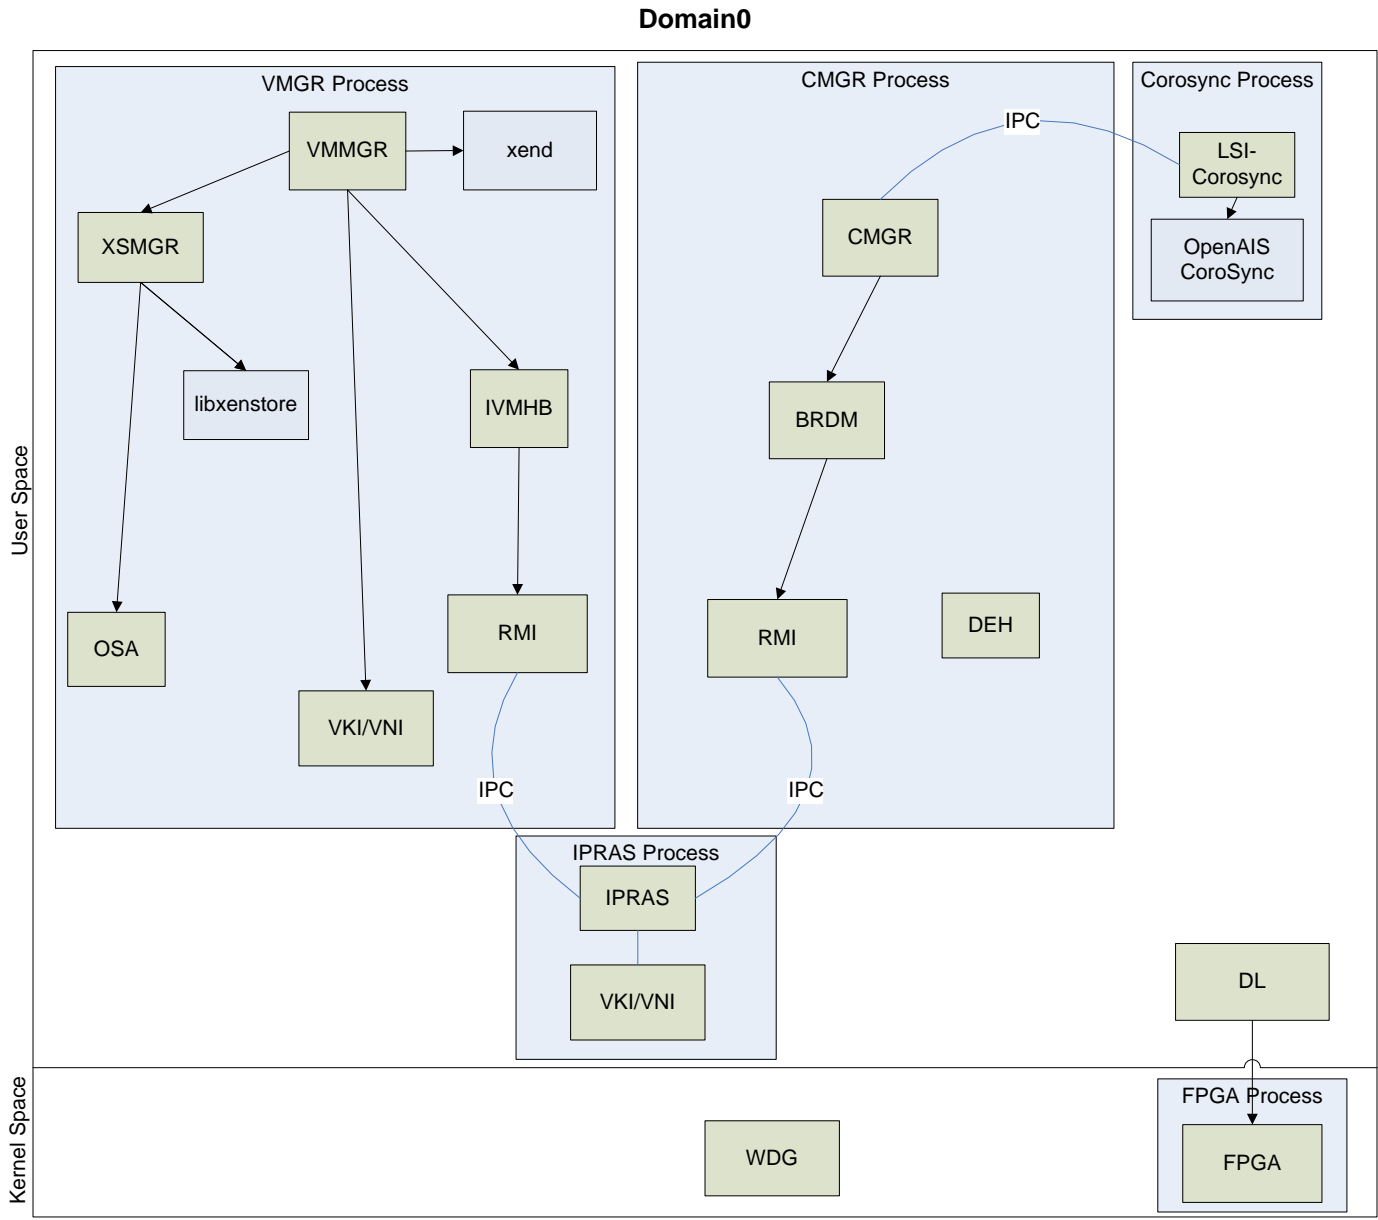 Domain0
User Space
VMGR Process
VMMGR
xend
XSMGR
libxenstore
IVMHB
OSA
RMI
VKI/VNI
IPC
CMGR Process
IPC
CMGR
BRDM
RMI
DEH
IPC
Corosync Process
LSI-
Corosync
OpenAIS
CoroSync
IPRAS Process
IPRAS
VKI/VNI
DL
Kernel Space
WDG
FPGA Process
FPGA